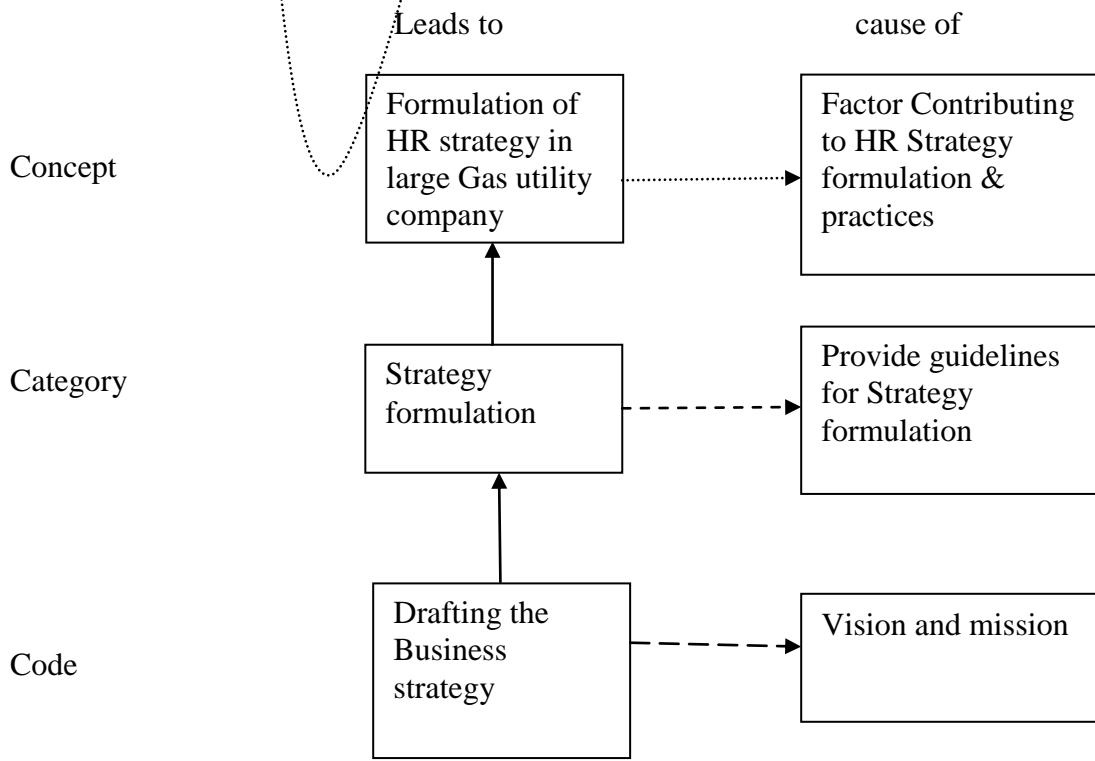 Leads to
cause of
Concept
Formulation of
HR strategy in
large Gas utility
company
Factor Contributing
to HR Strategy
formulation &
practices
Category
Strategy
formulation
Provide guidelines
for Strategy
formulation
Code
Drafting the
Business
strategy
Vision and mission